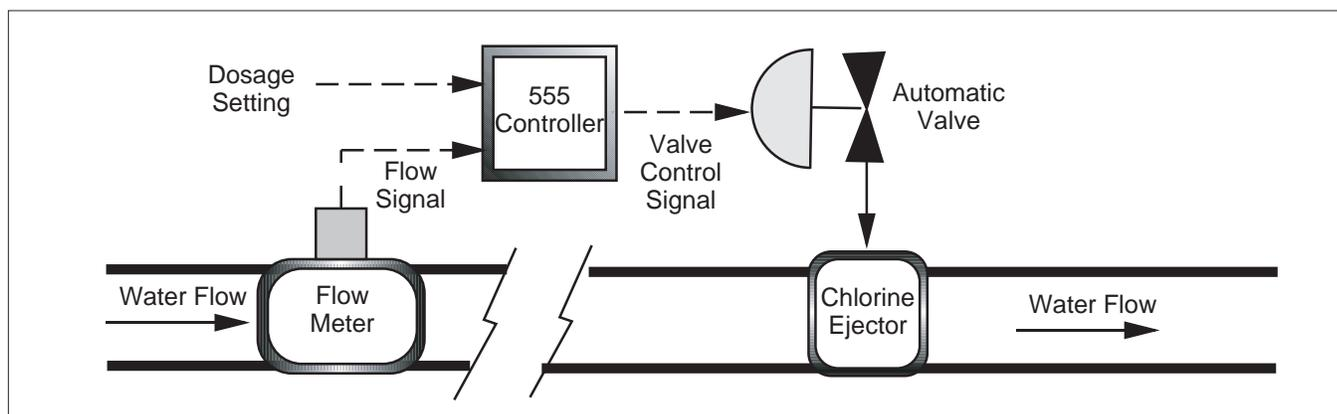 Dosage
Setting
555
Controller
Automatic
Valve
Flow
Signal
Valve
Control
Signal
Water Flow
Flow
Meter
Chlorine
Ejector
Water Flow